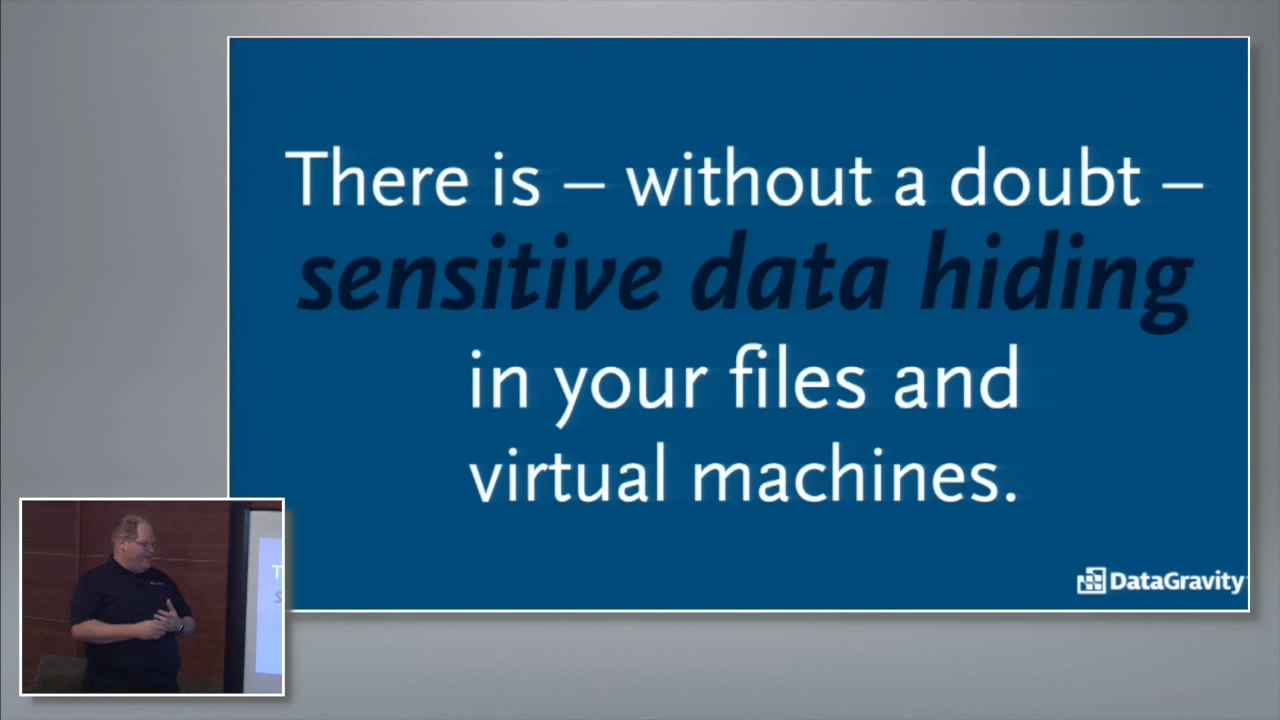 There is – without a doubt –
sensitive data hiding
in your files and
virtual machines.
DataGravity